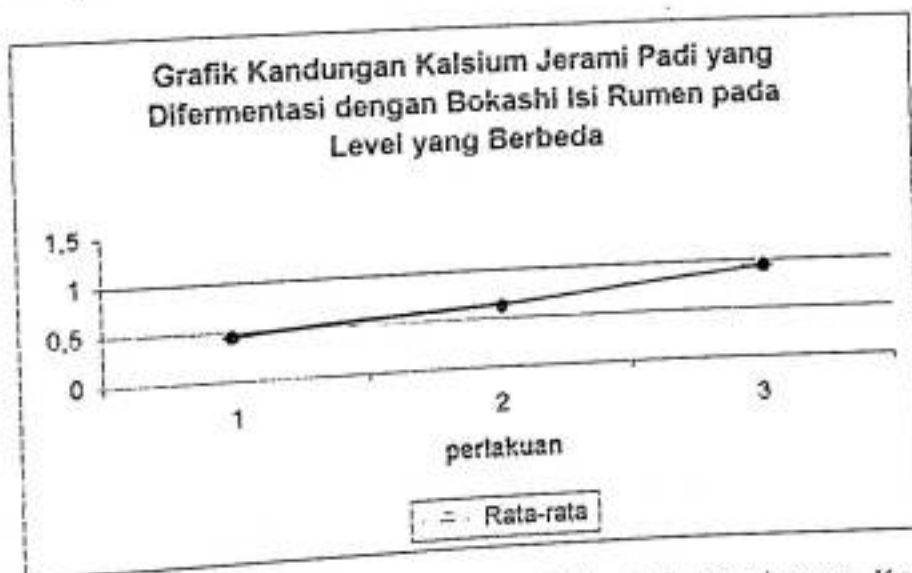 Grafik Kandungan Kalsium Jerami Padi yang
Difermentasi dengan Bokashi Isi Rumen pada
Level yang Berbeda
1,5
1
0,5
0
1
2
3
perlakuan
Rata-rata